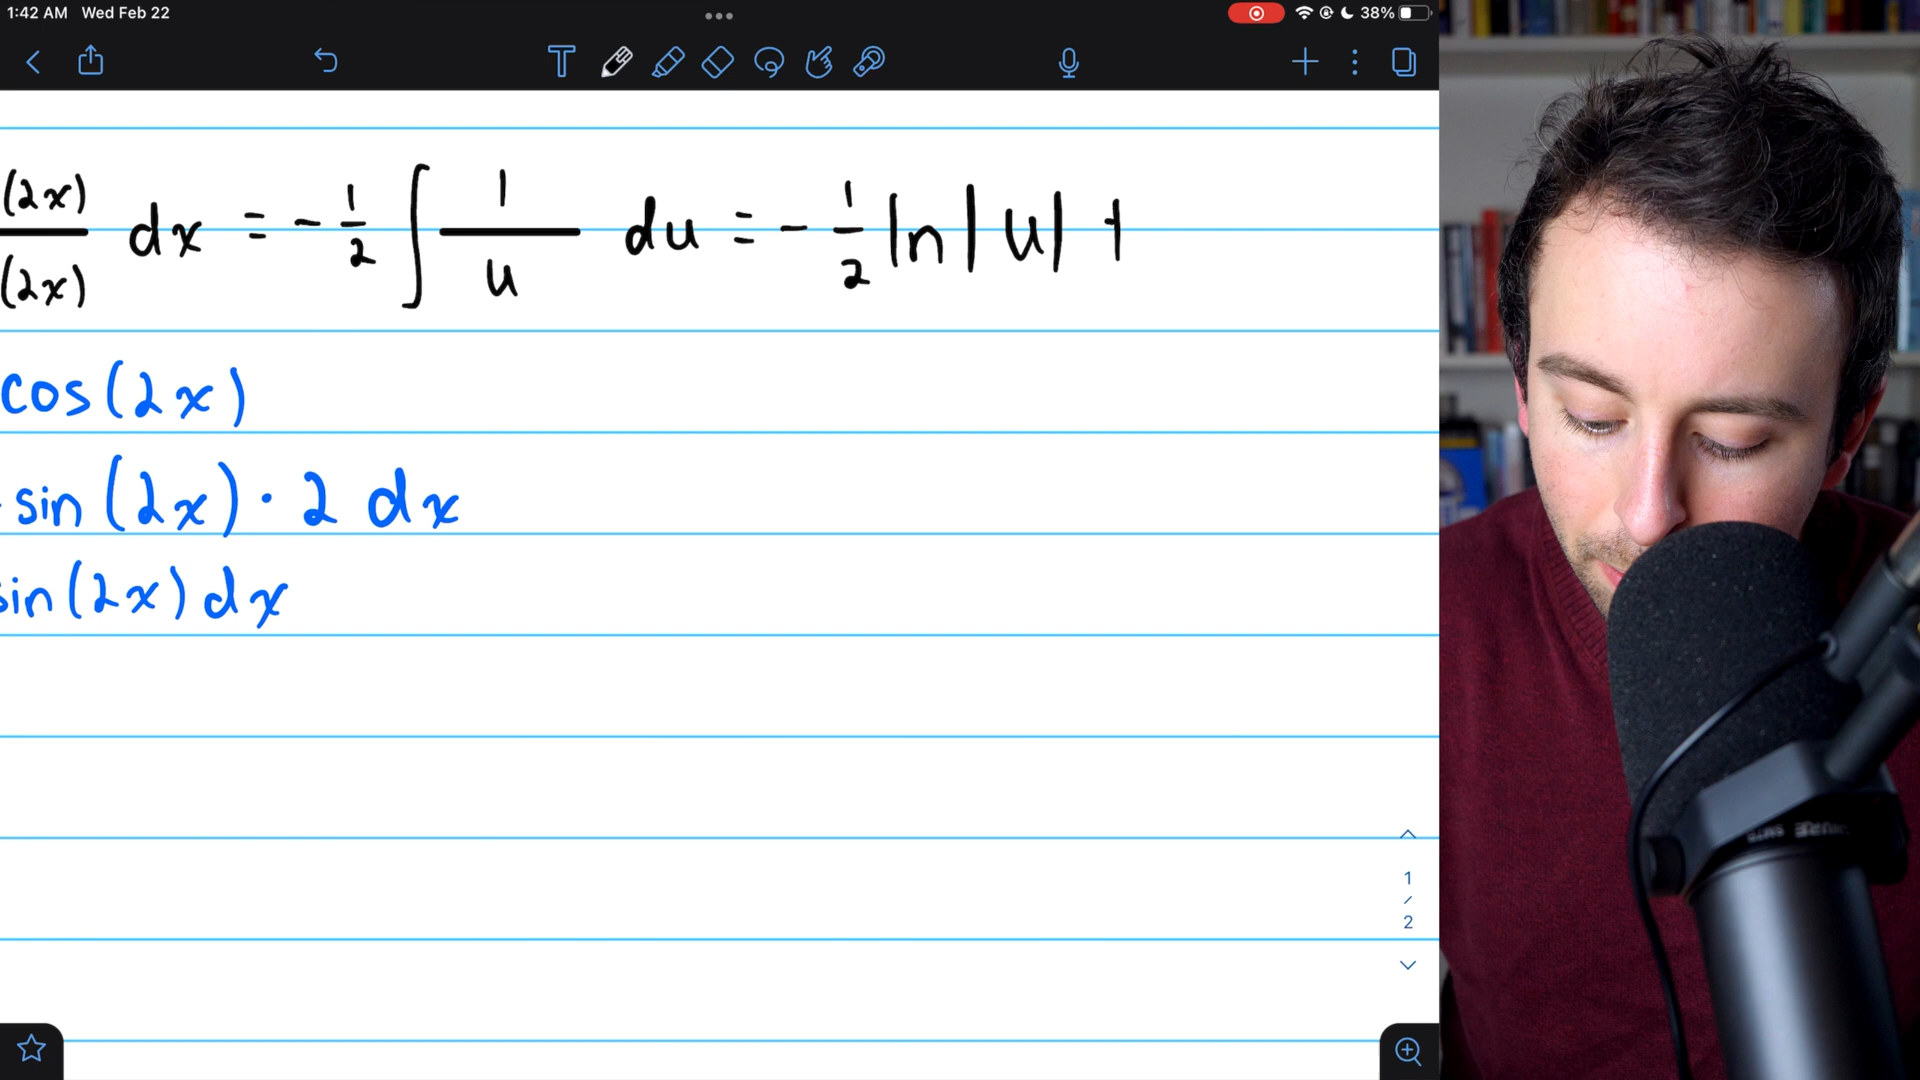 1:42 AM Wed Feb 22
38%
(2x)/(2x) dx = - 1/2 ∫ 1/u du = - 1/2 ln|u| +
cos(2x)
sin(2x) · 2 dx
sin(2x) dx
1
/
2